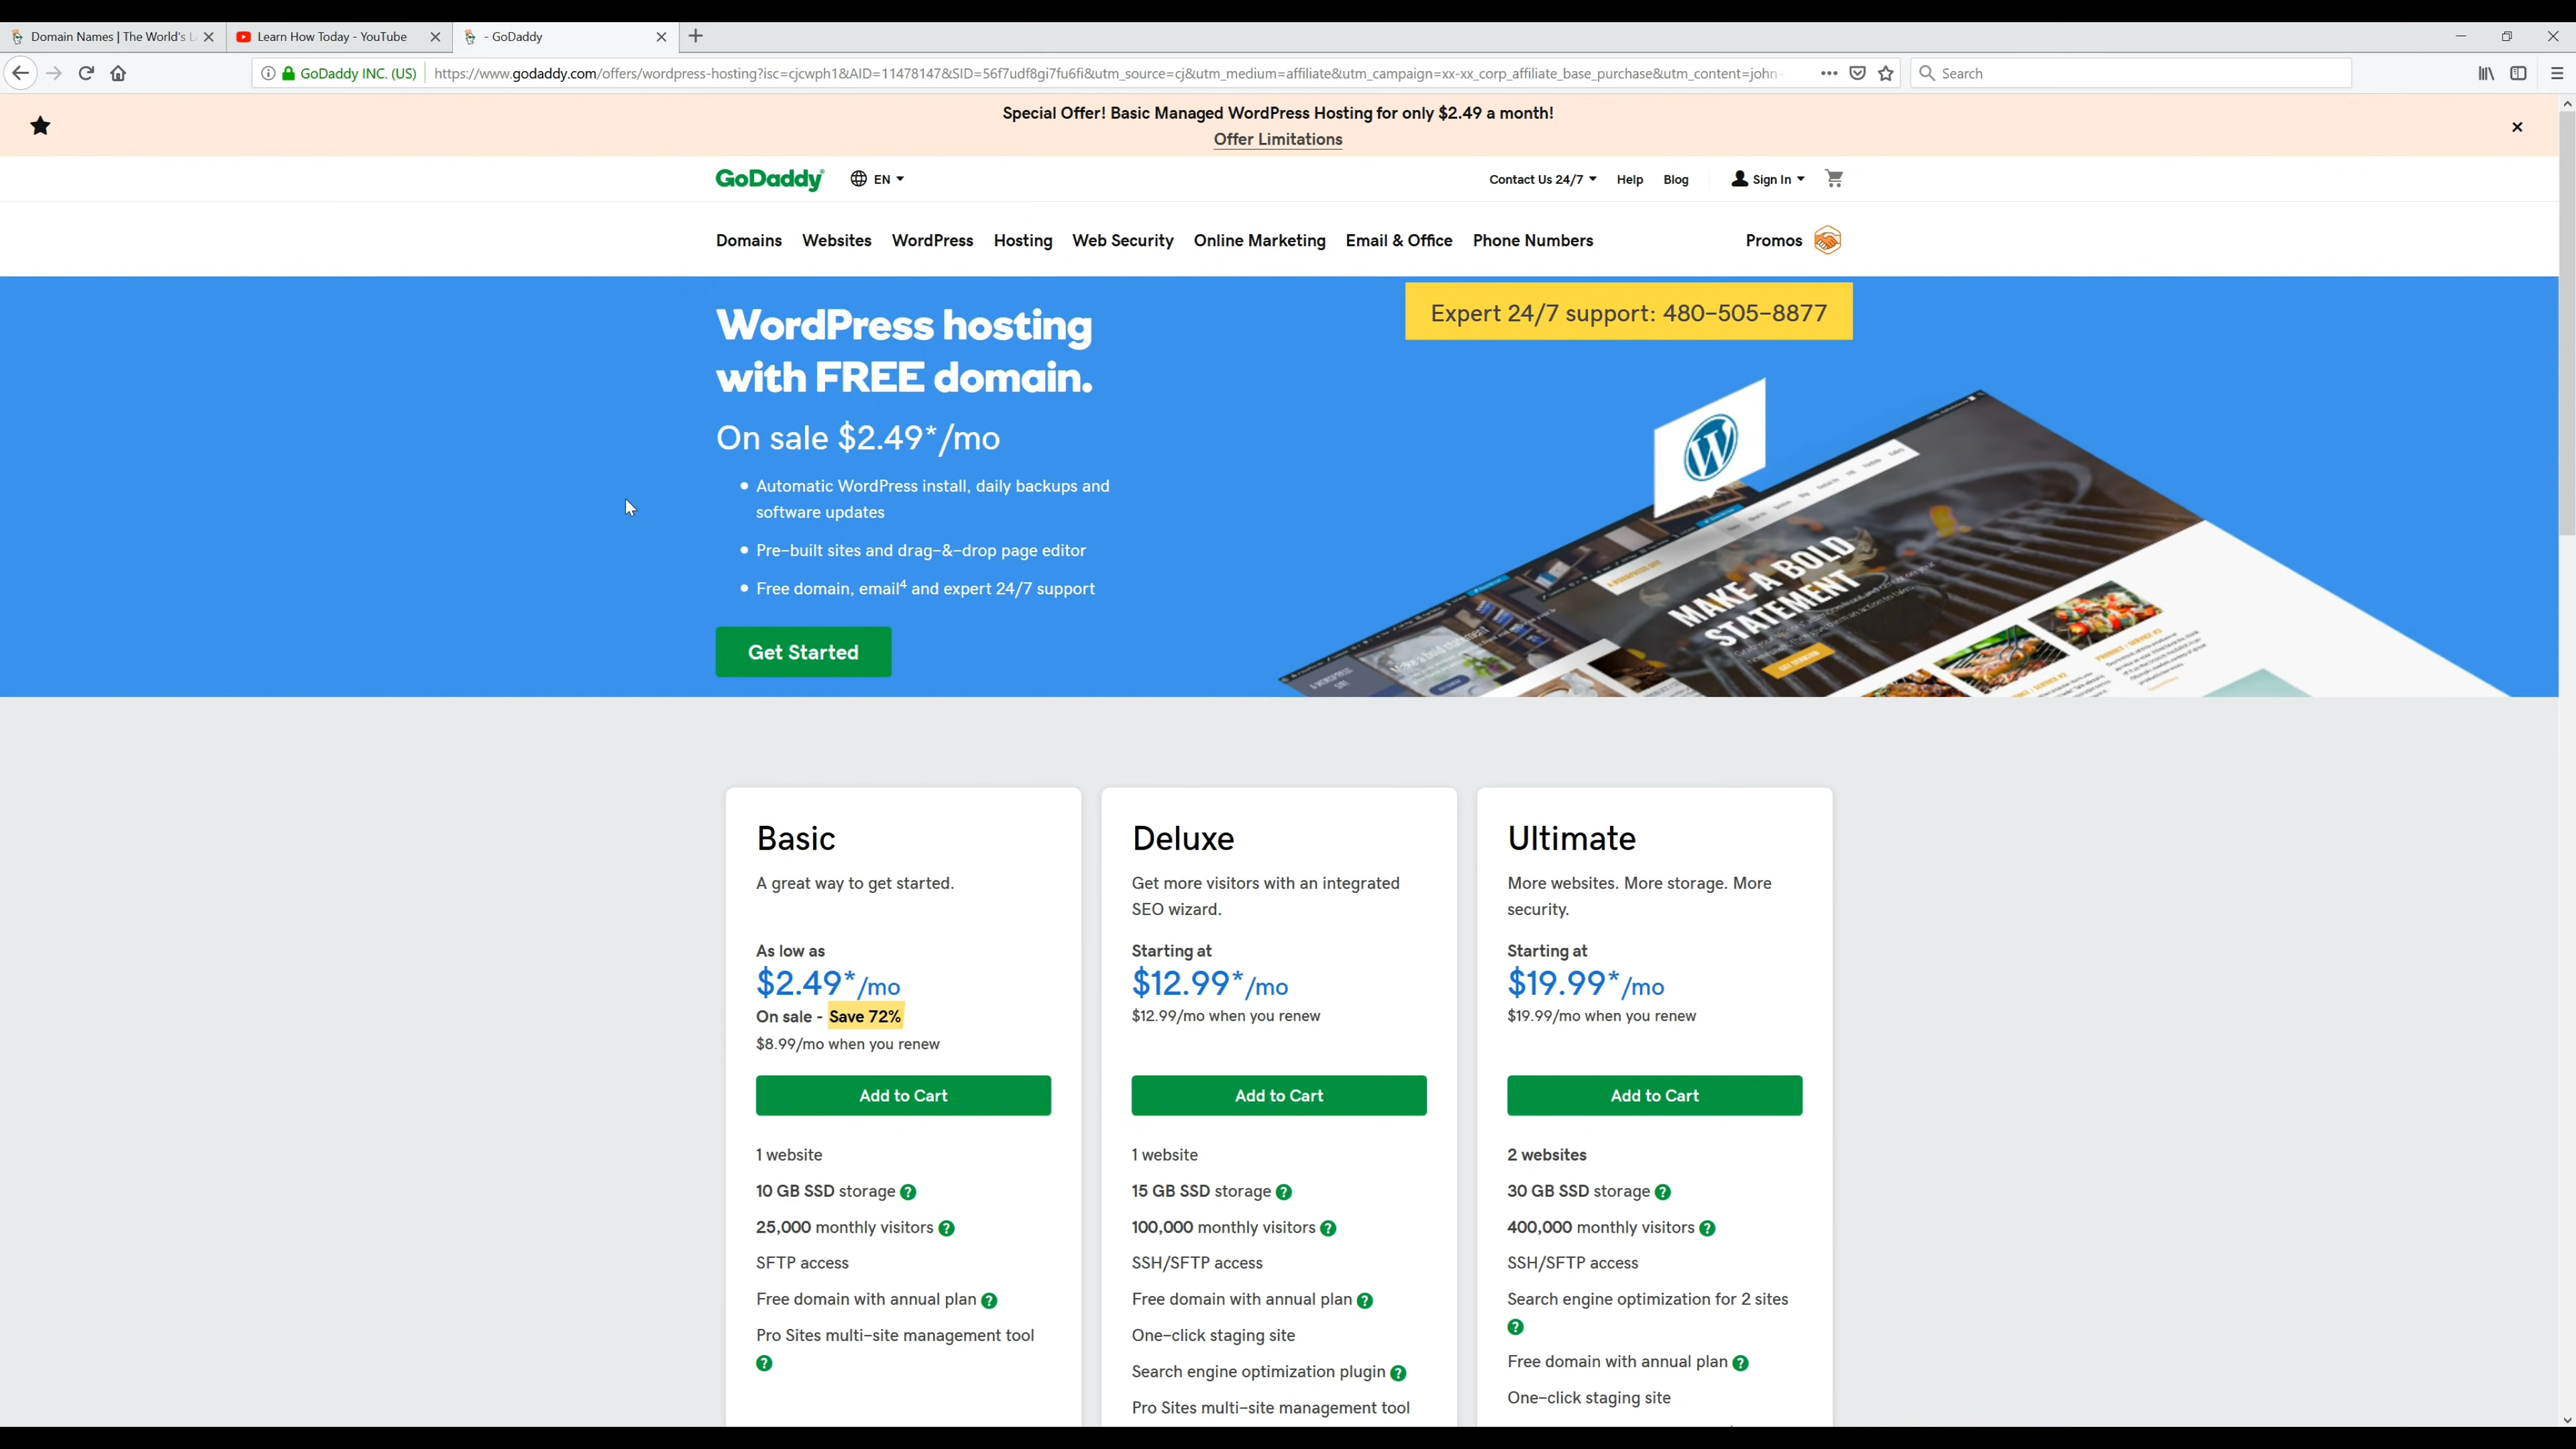 Domain Names | The World's L
Learn How Today - YouTube
- GoDaddy
GoDaddy INC. (US)
https://www.godaddy.com/offers/wordpress-hosting?isc=cjcwph1&AID=11478147&SID=56f7udf8gi7fu6fi&utm_source=cj&utm_medium=affiliate&utm_campaign=xx-xx_corp_affiliate_base_purchase&utm_content=john-
Search
Special Offer! Basic Managed WordPress Hosting for only $2.49 a month!
Offer Limitations
GoDaddy
EN
Contact Us 24/7
Help
Blog
Sign In
Domains
Websites
WordPress
Hosting
Web Security
Online Marketing
Email & Office
Phone Numbers
Promos
WordPress hosting
with FREE domain.
On sale $2.49*/mo
• Automatic WordPress install, daily backups and
software updates
• Pre-built sites and drag-&-drop page editor
• Free domain, email⁴ and expert 24/7 support
Get Started
Expert 24/7 support: 480-505-8877
W
MAKE A BOLD
STATEMENT
GET STARTED
Basic
A great way to get started.
As low as
$2.49*/mo
On sale - Save 72%
$8.99/mo when you renew
Add to Cart
1 website
10 GB SSD storage ?
25,000 monthly visitors ?
SFTP access
Free domain with annual plan ?
Pro Sites multi-site management tool
?
Deluxe
Get more visitors with an integrated
SEO wizard.
Starting at
$12.99*/mo
$12.99/mo when you renew
Add to Cart
1 website
15 GB SSD storage ?
100,000 monthly visitors ?
SSH/SFTP access
Free domain with annual plan ?
One-click staging site
Search engine optimization plugin ?
Pro Sites multi-site management tool
Ultimate
More websites. More storage. More
security.
Starting at
$19.99*/mo
$19.99/mo when you renew
Add to Cart
2 websites
30 GB SSD storage ?
400,000 monthly visitors ?
SSH/SFTP access
Search engine optimization for 2 sites
?
Free domain with annual plan ?
One-click staging site